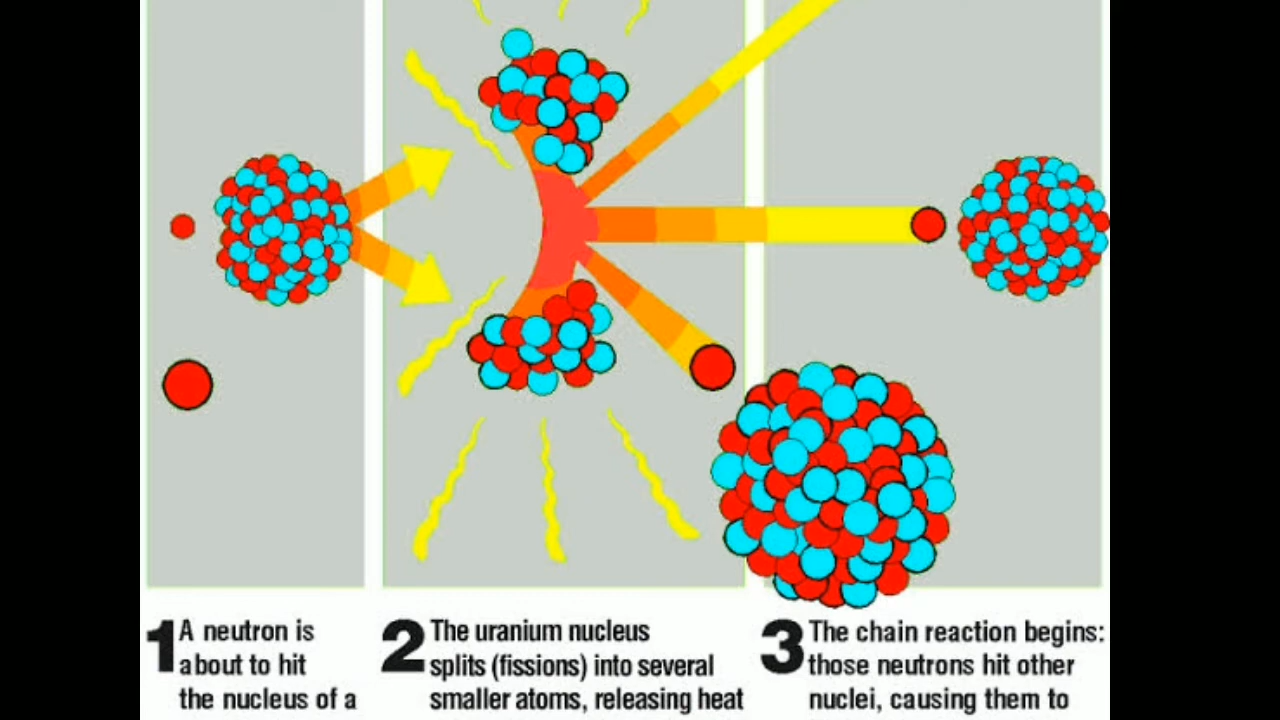 1 A neutron is
about to hit
the nucleus of a
2 The uranium nucleus
splits (fissions) into several
smaller atoms, releasing heat
3 The chain reaction begins:
those neutrons hit other
nuclei, causing them to